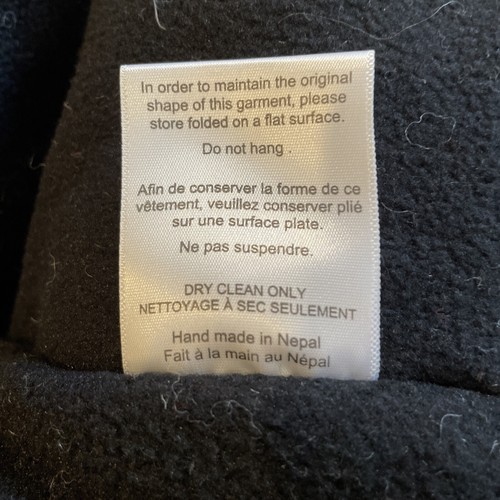 In order to maintain the original
shape of this garment, please
store folded on a flat surface.
Do not hang .
Afin de conserver la forme de ce
vêtement, veuillez conserver plié
sur une surface plate.
Ne pas suspendre.
DRY CLEAN ONLY
NETTOYAGE À SEC SEULEMENT
Hand made in Nepal
Fait à la main au Népal